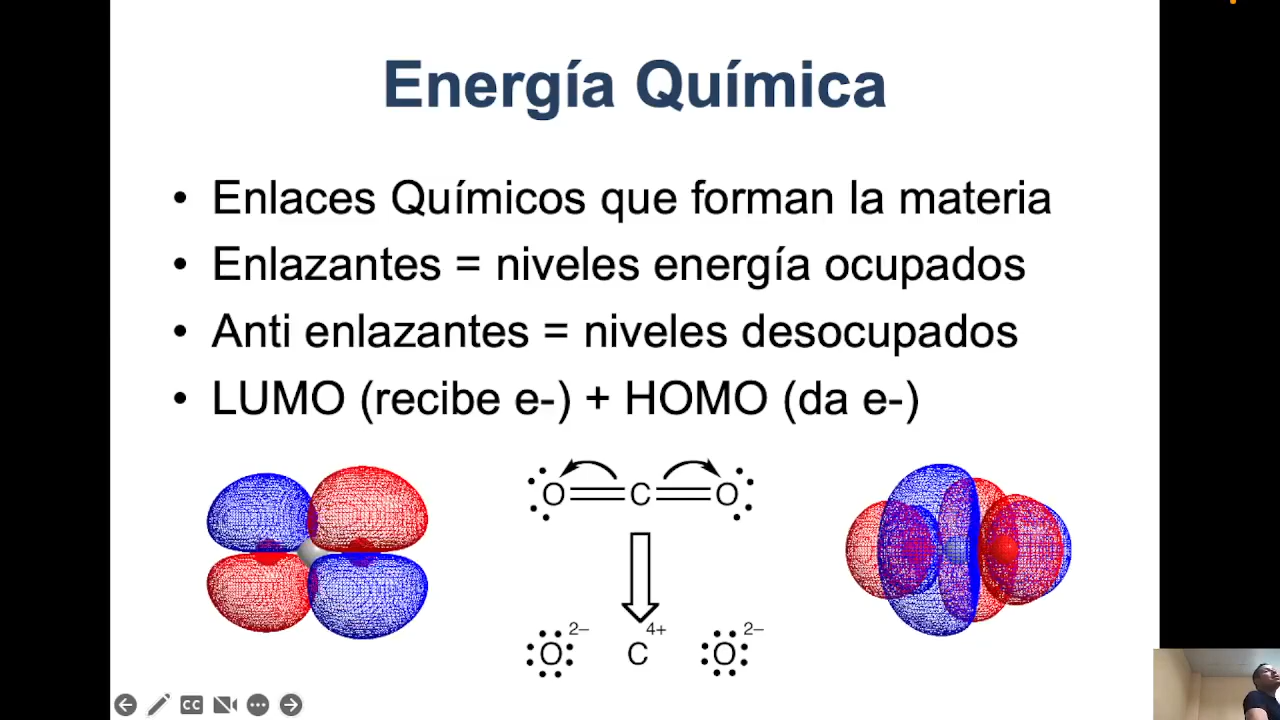 Energía Química
• Enlaces Químicos que forman la materia
• Enlazantes = niveles energía ocupados
• Anti enlazantes = niveles desocupados
• LUMO (recibe e-) + HOMO (da e-)
O=C=O
O 2– C 4+ O 2–
CC